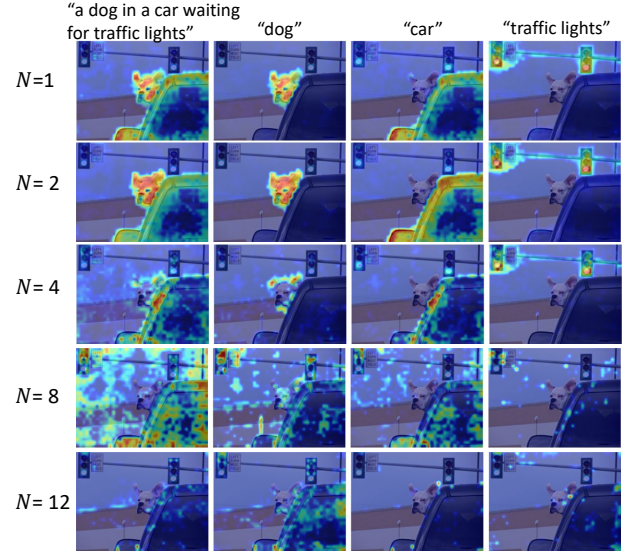 “a dog in a car waiting
for traffic lights”
“dog”
“car”
“traffic lights”
N=1
N= 2
N= 4
N= 8
N= 12